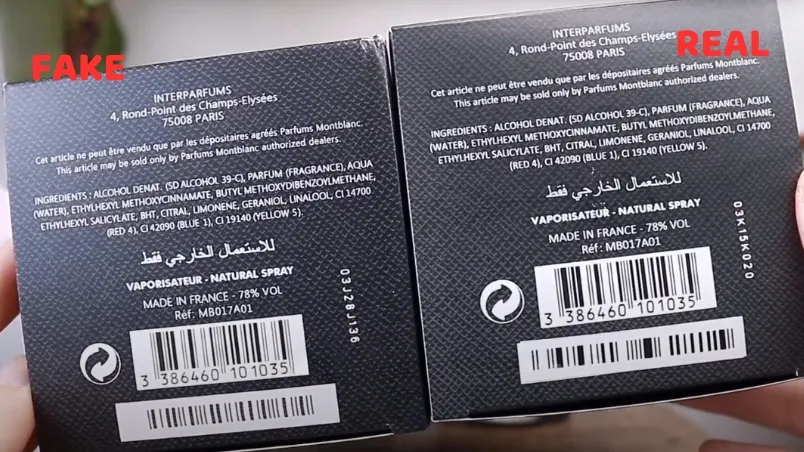 FAKE
INTERPARFUMS
4, Rond-Point des Champs-Elysées
75008 PARIS
Cet article ne peut être vendu que par les dépositaires agréés Parfums Montblanc.
This article may be sold only by Parfums Montblanc authorized dealers.
INGREDIENTS : ALCOHOL DENAT. (SD ALCOHOL 39-C), PARFUM (FRAGRANCE), AQUA
(WATER), ETHYLHEXYL METHOXYCINNAMATE, BUTYL METHOXYDIBENZOYLMETHANE,
ETHYLHEXYL SALICYLATE, BHT, CITRAL, LIMONENE, GERANIOL, LINALOOL, CI 14700
(RED 4), CI 42090 (BLUE 1), CI 19140 (YELLOW 5).
للاستعمال الخارجي فقط
VAPORISATEUR - NATURAL SPRAY
MADE IN FRANCE - 78% VOL
Réf: MB017A01
3 386460 101035
03J28J136
REAL
INTERPARFUMS
4, Rond-Point des Champs-Elysées
75008 PARIS
Cet article ne peut être vendu que par les dépositaires agréés Parfums Montblanc.
This article may be sold only by Parfums Montblanc authorized dealers.
INGREDIENTS : ALCOHOL DENAT. (SD ALCOHOL 39-C), PARFUM (FRAGRANCE), AQUA
(WATER), ETHYLHEXYL METHOXYCINNAMATE, BUTYL METHOXYDIBENZOYLMETHANE,
ETHYLHEXYL SALICYLATE, BHT, CITRAL, LIMONENE, GERANIOL, LINALOOL, CI 14700
(RED 4), CI 42090 (BLUE 1), CI 19140 (YELLOW 5).
للاستعمال الخارجي فقط
VAPORISATEUR - NATURAL SPRAY
MADE IN FRANCE - 78% VOL
Réf: MB017A01
3 386460 101035
03K15K020